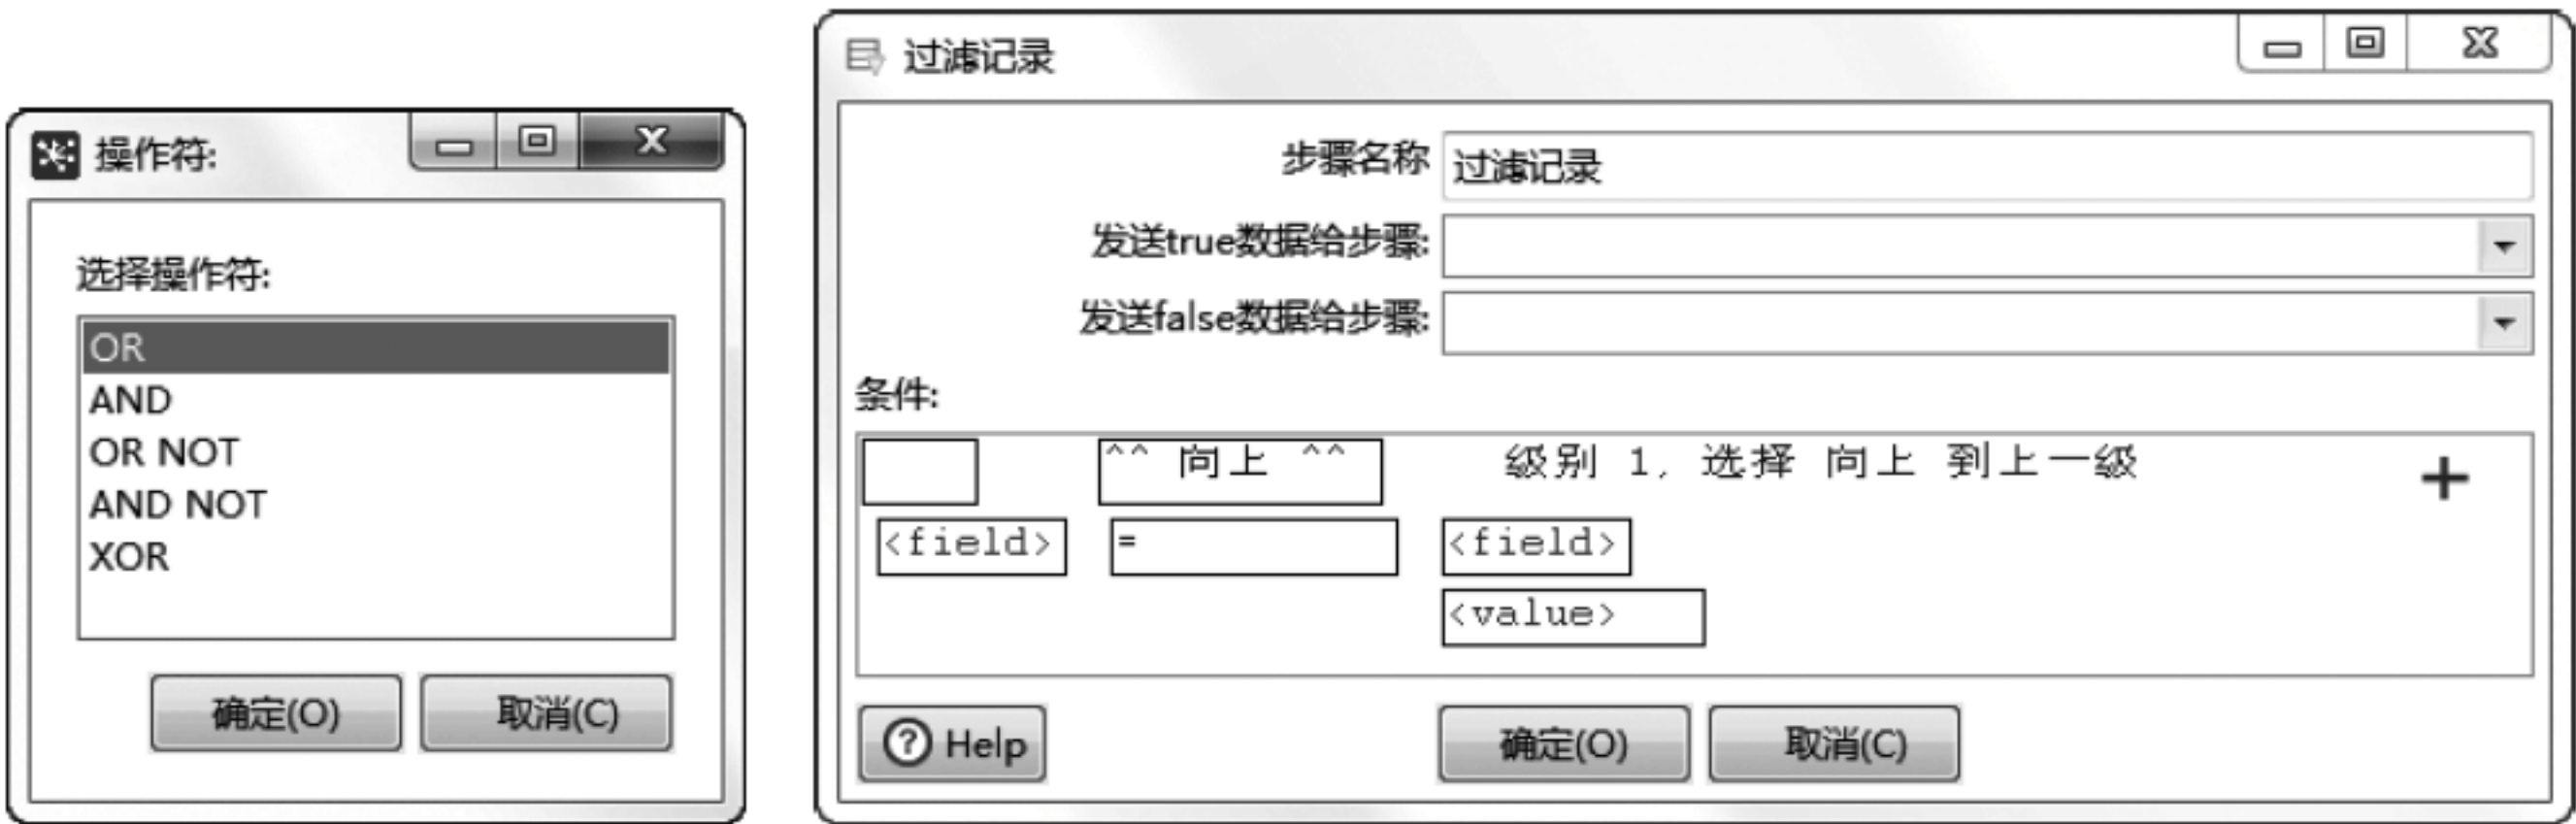 操作符:
选择操作符:
OR
AND
OR NOT
AND NOT
XOR
确定(O) 取消(C)
过滤记录
步骤名称 过滤记录
发送true数据给步骤:
发送false数据给步骤:
条件:
^^ 向上 ^^ 级别 1, 选择 向上 到上一级 +
<field> = <field>
<value>
? Help 确定(O) 取消(C)